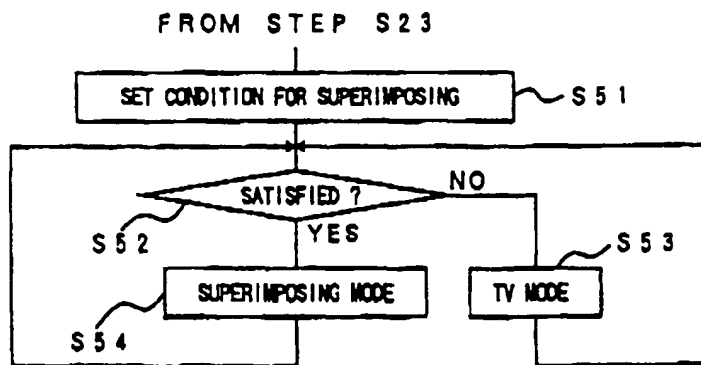 FROM STEP S23
SET CONDITION FOR SUPERIMPOSING
S51
SATISFIED ?
NO
S52
YES
S53
SUPERIMPOSING MODE
TV MODE
S54